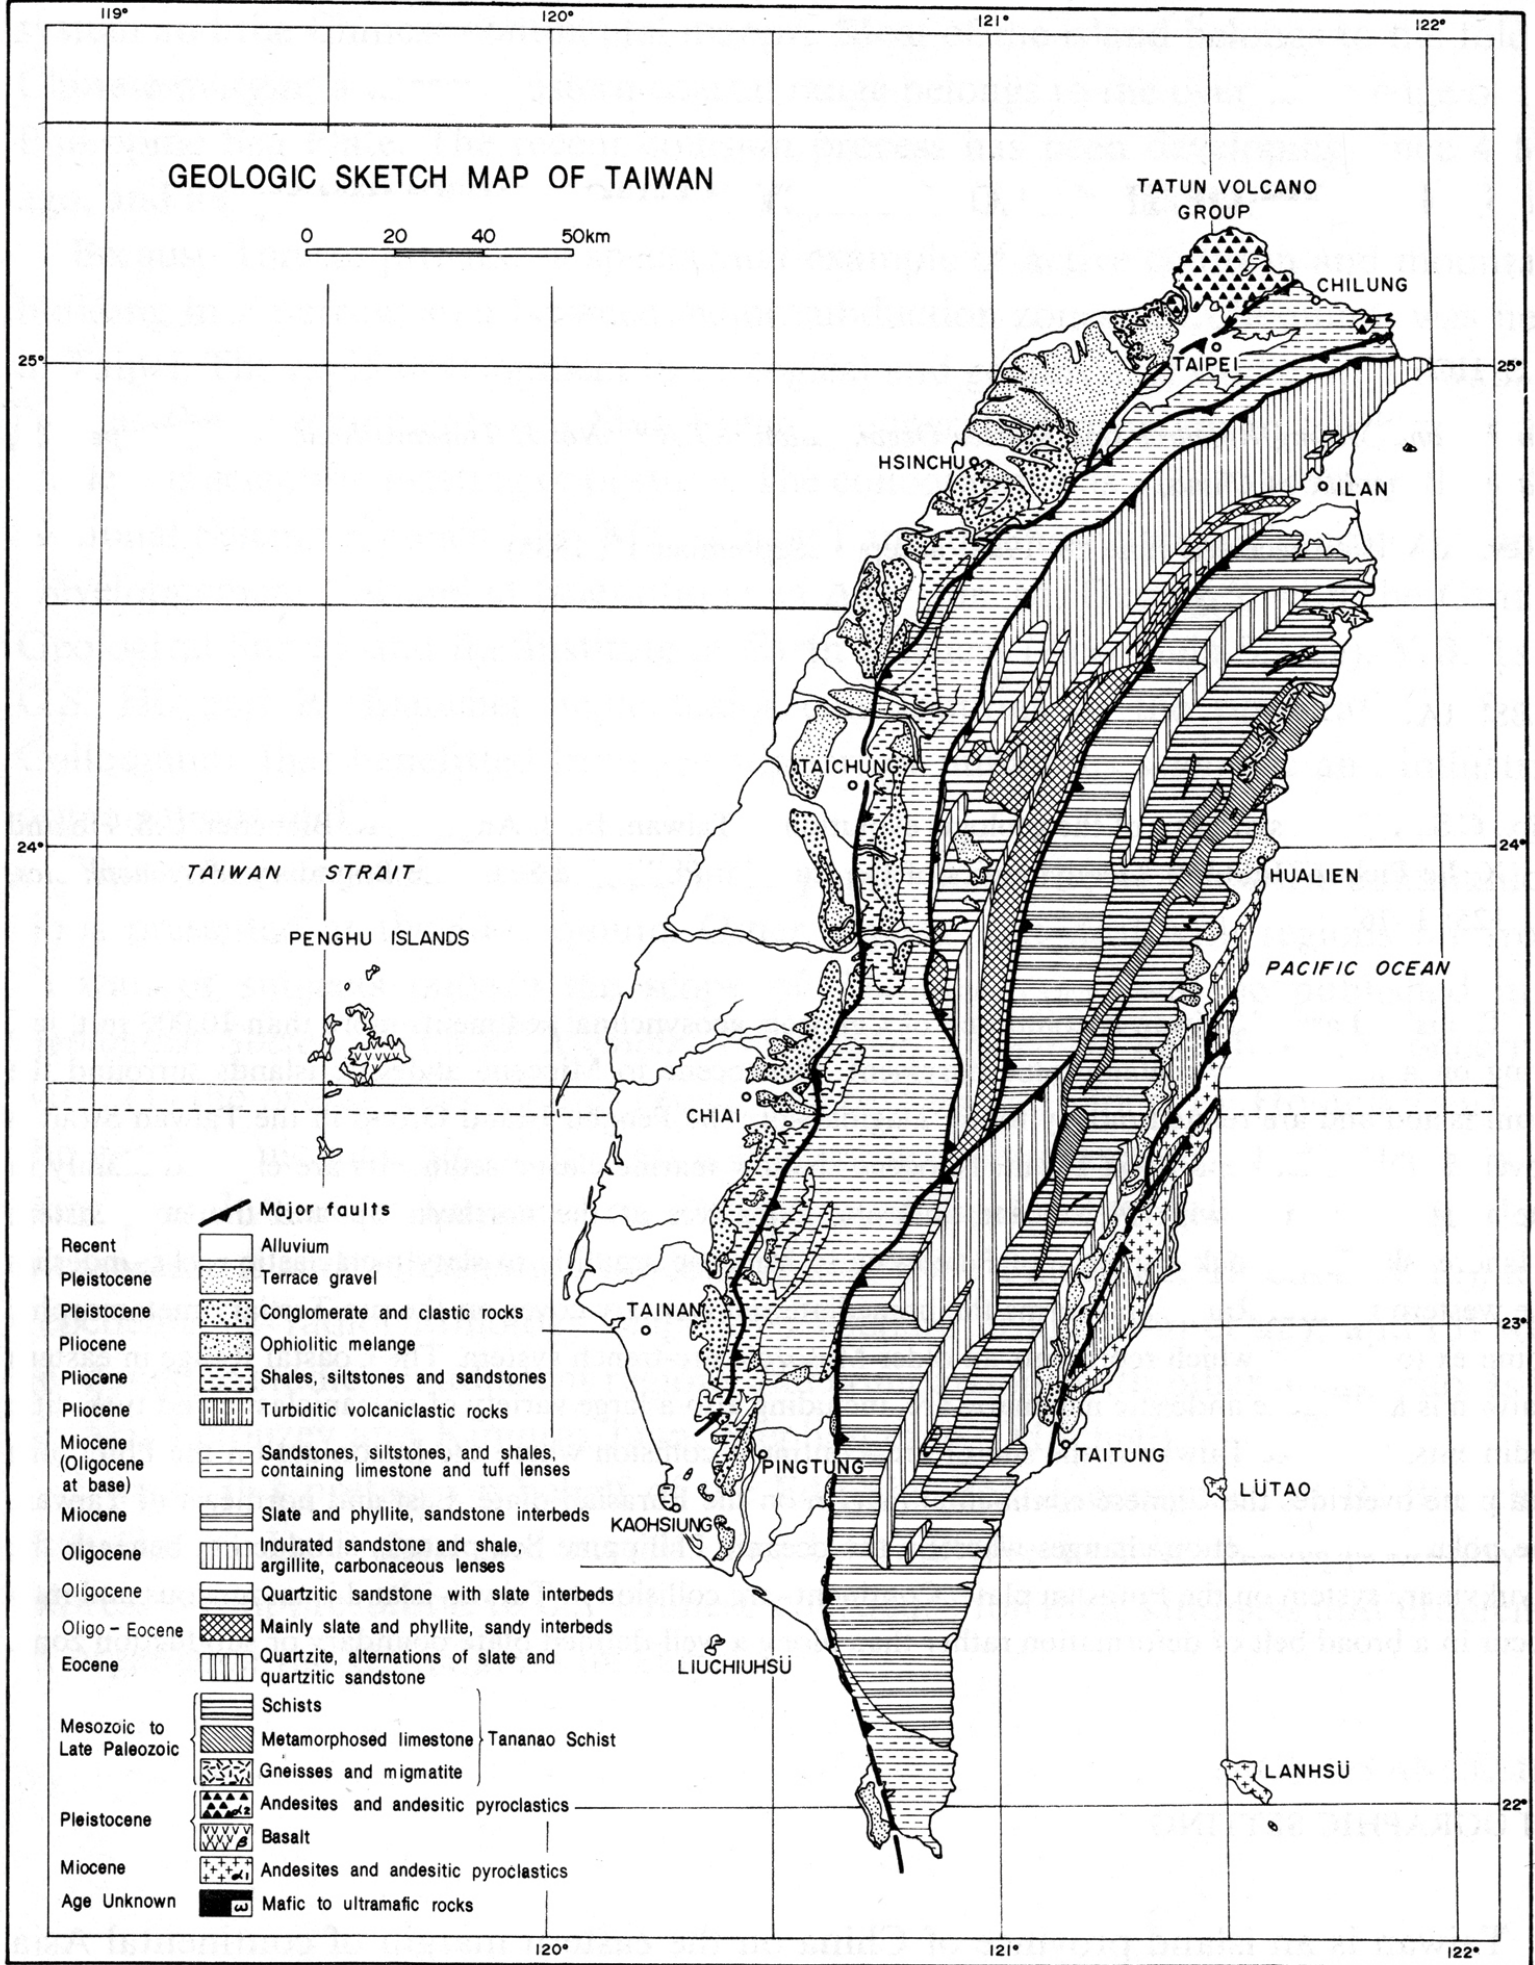 119°
120°
121°
122°
GEOLOGIC SKETCH MAP OF TAIWAN
0 20 40 50km
TATUN VOLCANO
GROUP
CHILUNG
25°
TAIPEI
25°
HSINCHU
ILAN
TAICHUNG
24°
24°
TAIWAN STRAIT
HUALIEN
PENGHU ISLANDS
PACIFIC OCEAN
CHIAI
Major faults
Recent Alluvium
Pleistocene Terrace gravel
Pleistocene Conglomerate and clastic rocks
Pliocene Ophiolitic melange
Pliocene Shales, siltstones and sandstones
Pliocene Turbiditic volcaniclastic rocks
Miocene
(Oligocene
at base)
Sandstones, siltstones, and shales,
containing limestone and tuff lenses
Miocene Slate and phyllite, sandstone interbeds
Oligocene
Indurated sandstone and shale,
argillite, carbonaceous lenses
Oligocene Quartzitic sandstone with slate interbeds
Oligo-Eocene Mainly slate and phyllite, sandy interbeds
Eocene
Quartzite, alternations of slate and
quartzitic sandstone
Mesozoic to
Late Paleozoic
Schists
Metamorphosed limestone
Gneisses and migmatite
Tananao Schist
Pleistocene
α2 Andesites and andesitic pyroclastics
β Basalt
Miocene α1 Andesites and andesitic pyroclastics
Age Unknown ω Mafic to ultramafic rocks
TAINAN
23°
PINGTUNG
TAITUNG
LÜTAO
KAOHSIUNG
LIUCHIUHSÜ
LANHSÜ
22°
120°
121°
122°